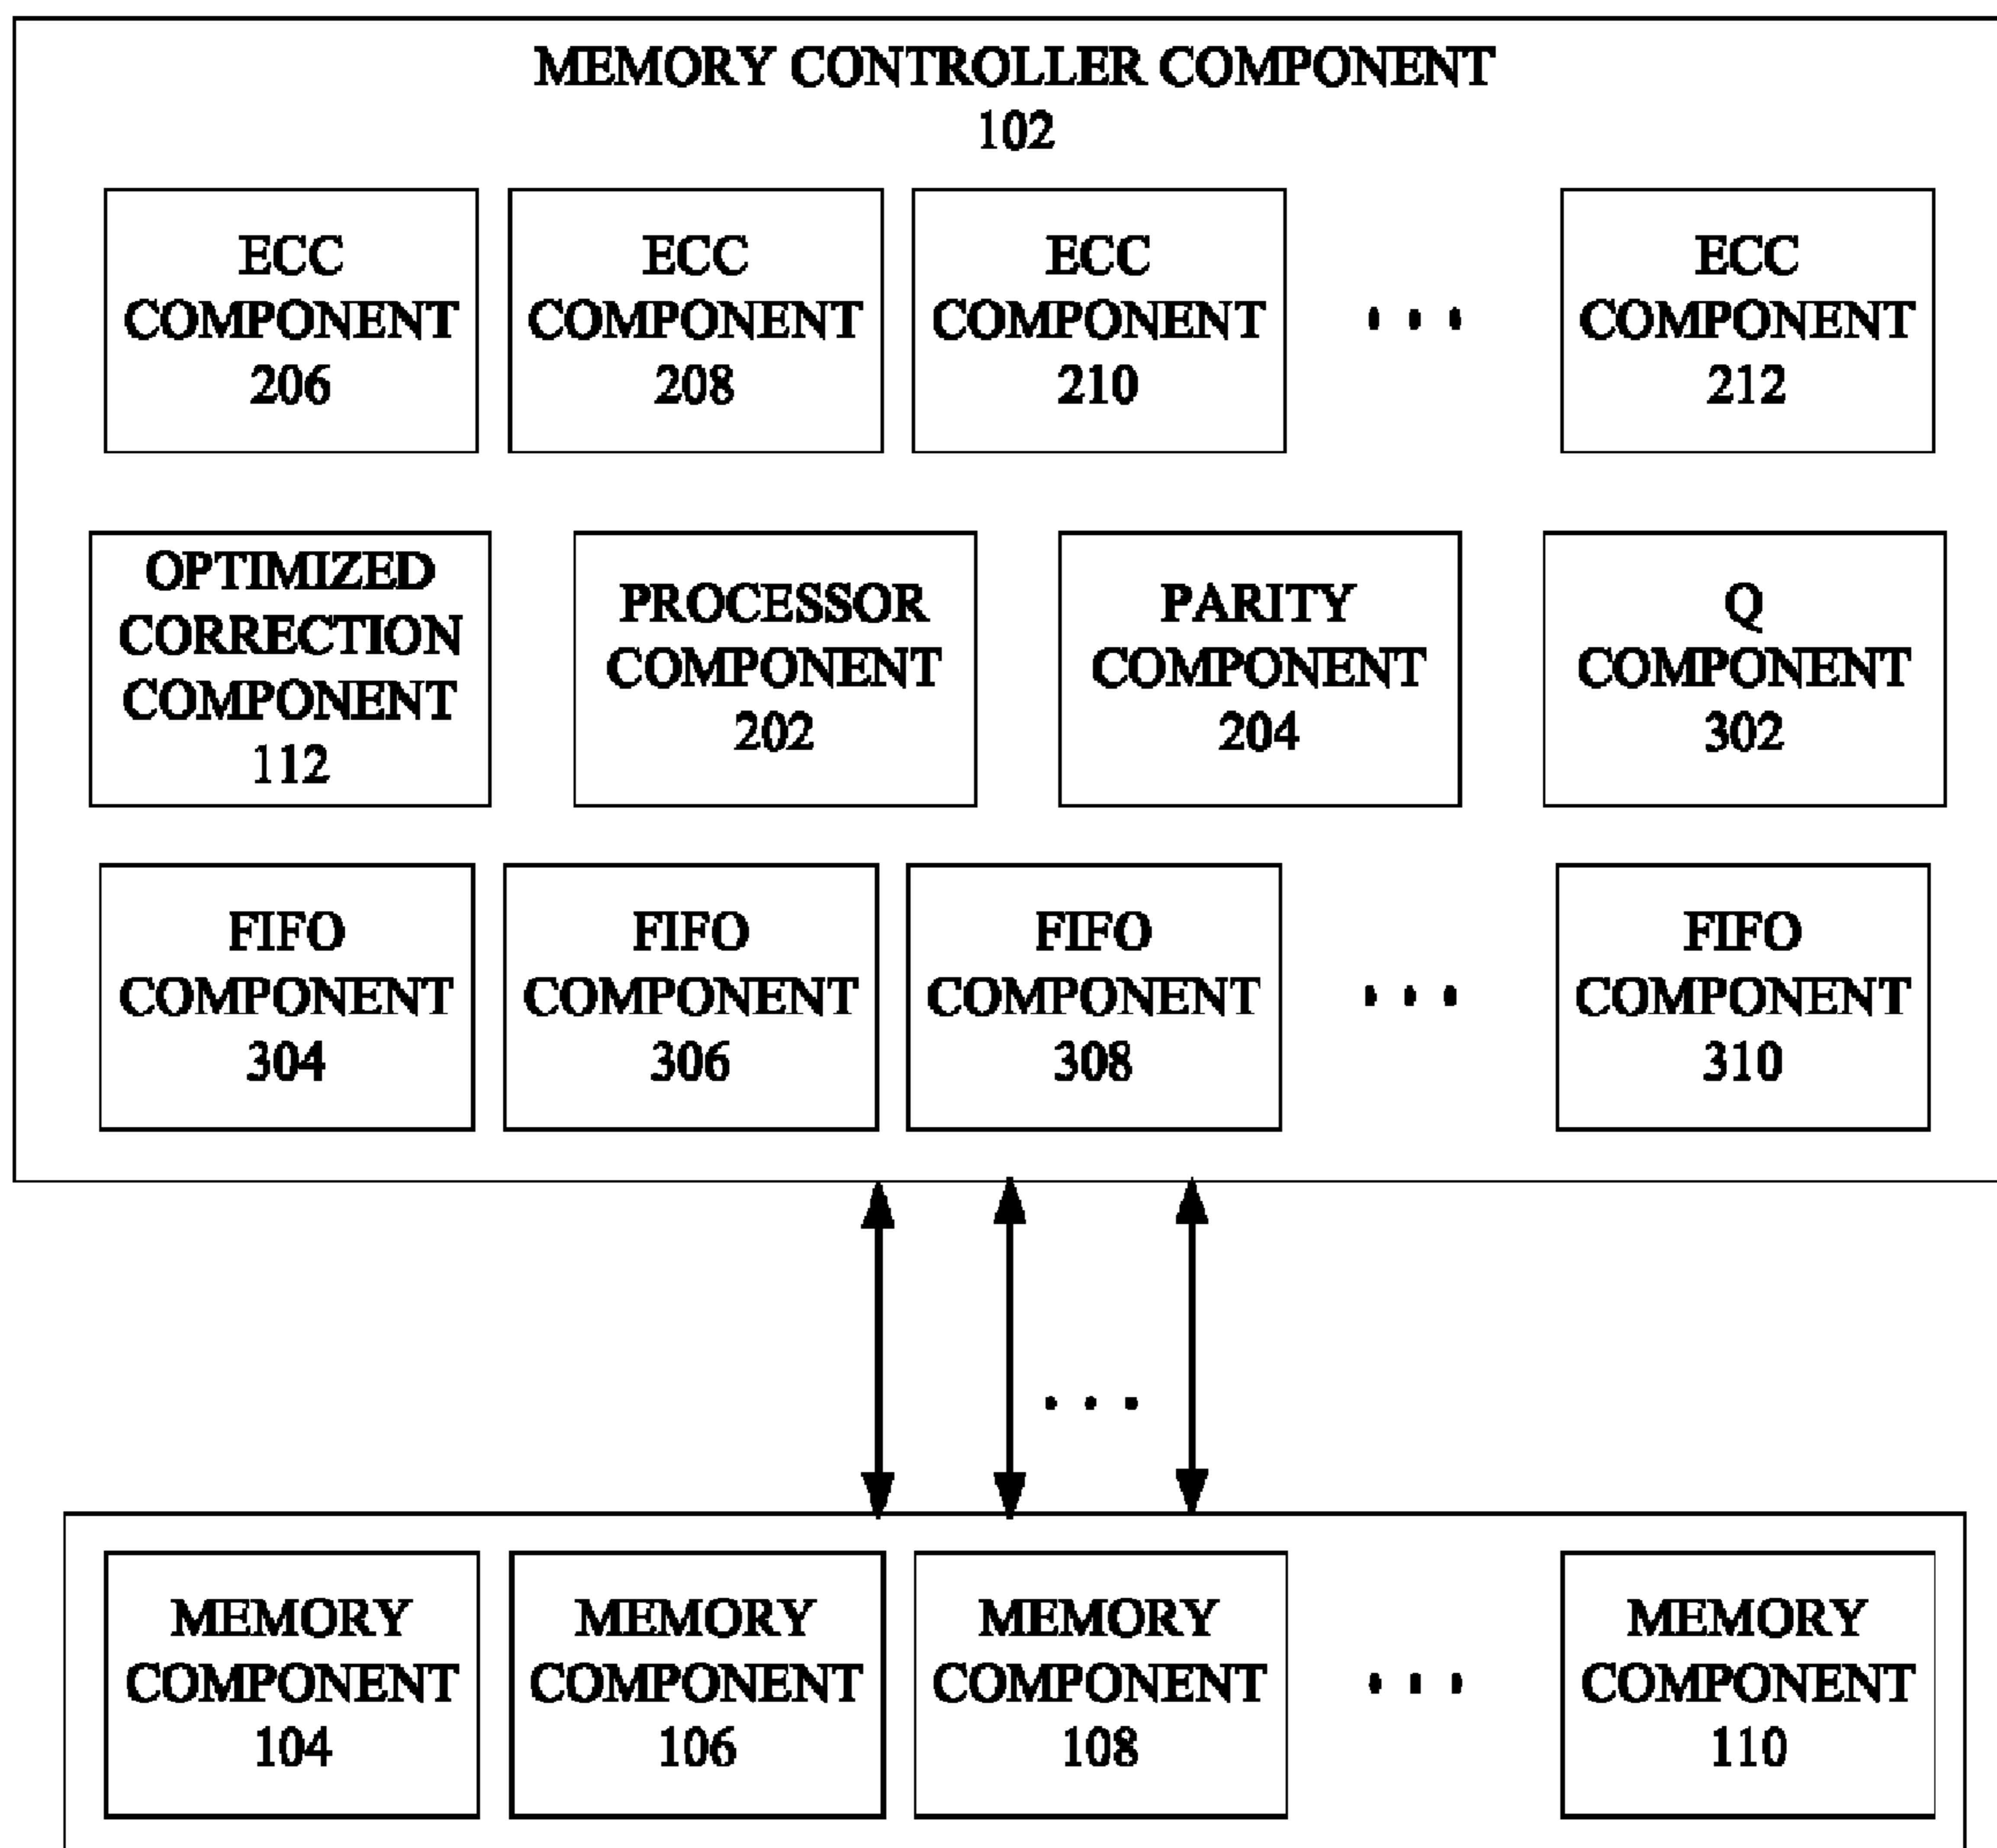 MEMORY CONTROLLER COMPONENT
102
ECC
COMPONENT
206
ECC
COMPONENT
208
ECC
COMPONENT
210
• • •
ECC
COMPONENT
212
OPTIMIZED
CORRECTION
COMPONENT
112
PROCESSOR
COMPONENT
202
PARITY
COMPONENT
204
Q
COMPONENT
302
FIFO
COMPONENT
304
FIFO
COMPONENT
306
FIFO
COMPONENT
308
• • •
FIFO
COMPONENT
310
• • •
MEMORY
COMPONENT
104
MEMORY
COMPONENT
106
MEMORY
COMPONENT
108
• • •
MEMORY
COMPONENT
110